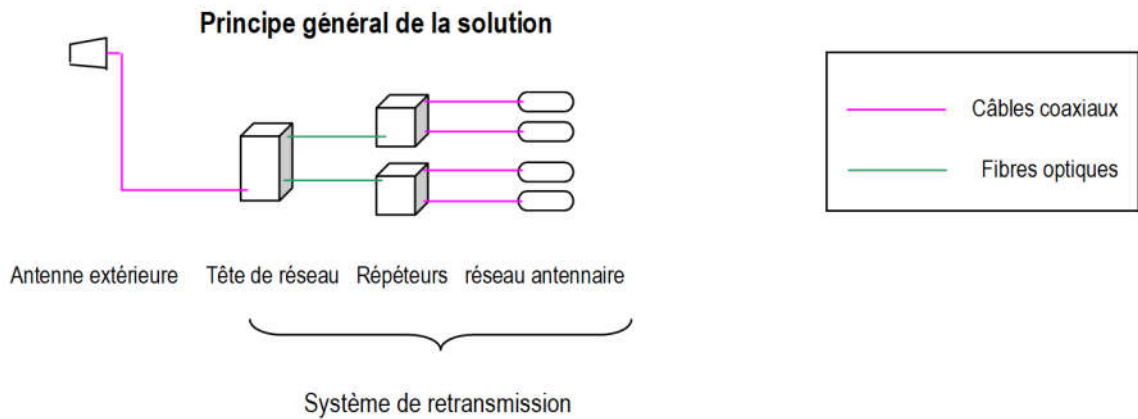 Principe général de la solution
Câbles coaxiaux
Fibres optiques
Antenne extérieure Tête de réseau Répéteurs réseau antennaire
Système de retransmission